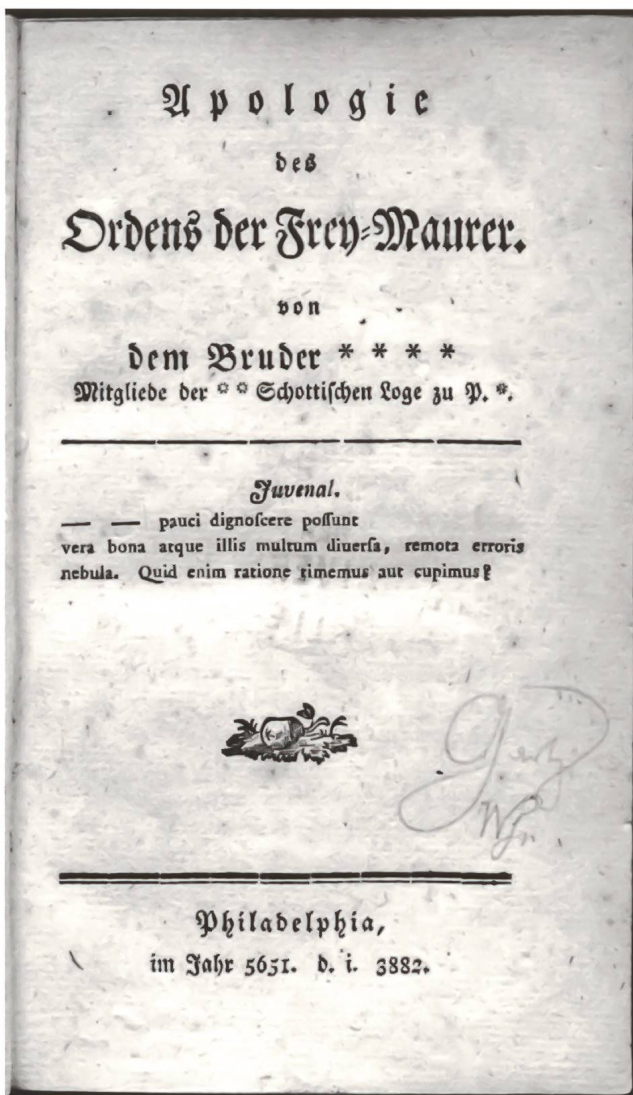 Apologie
des
Ordens der Frey-Maurer.
von
dem Bruder * * * *
Mitgliede der * * Schottiſchen Loge zu P. *.
Juvenal.
— — pauci dignoſcere poſſunt
vera bona atque illis multum diuerſa, remota erroris
nebula. Quid enim ratione timemus aut cupimus?
Philadelphia,
im Jahr 5651. d. i. 3882.